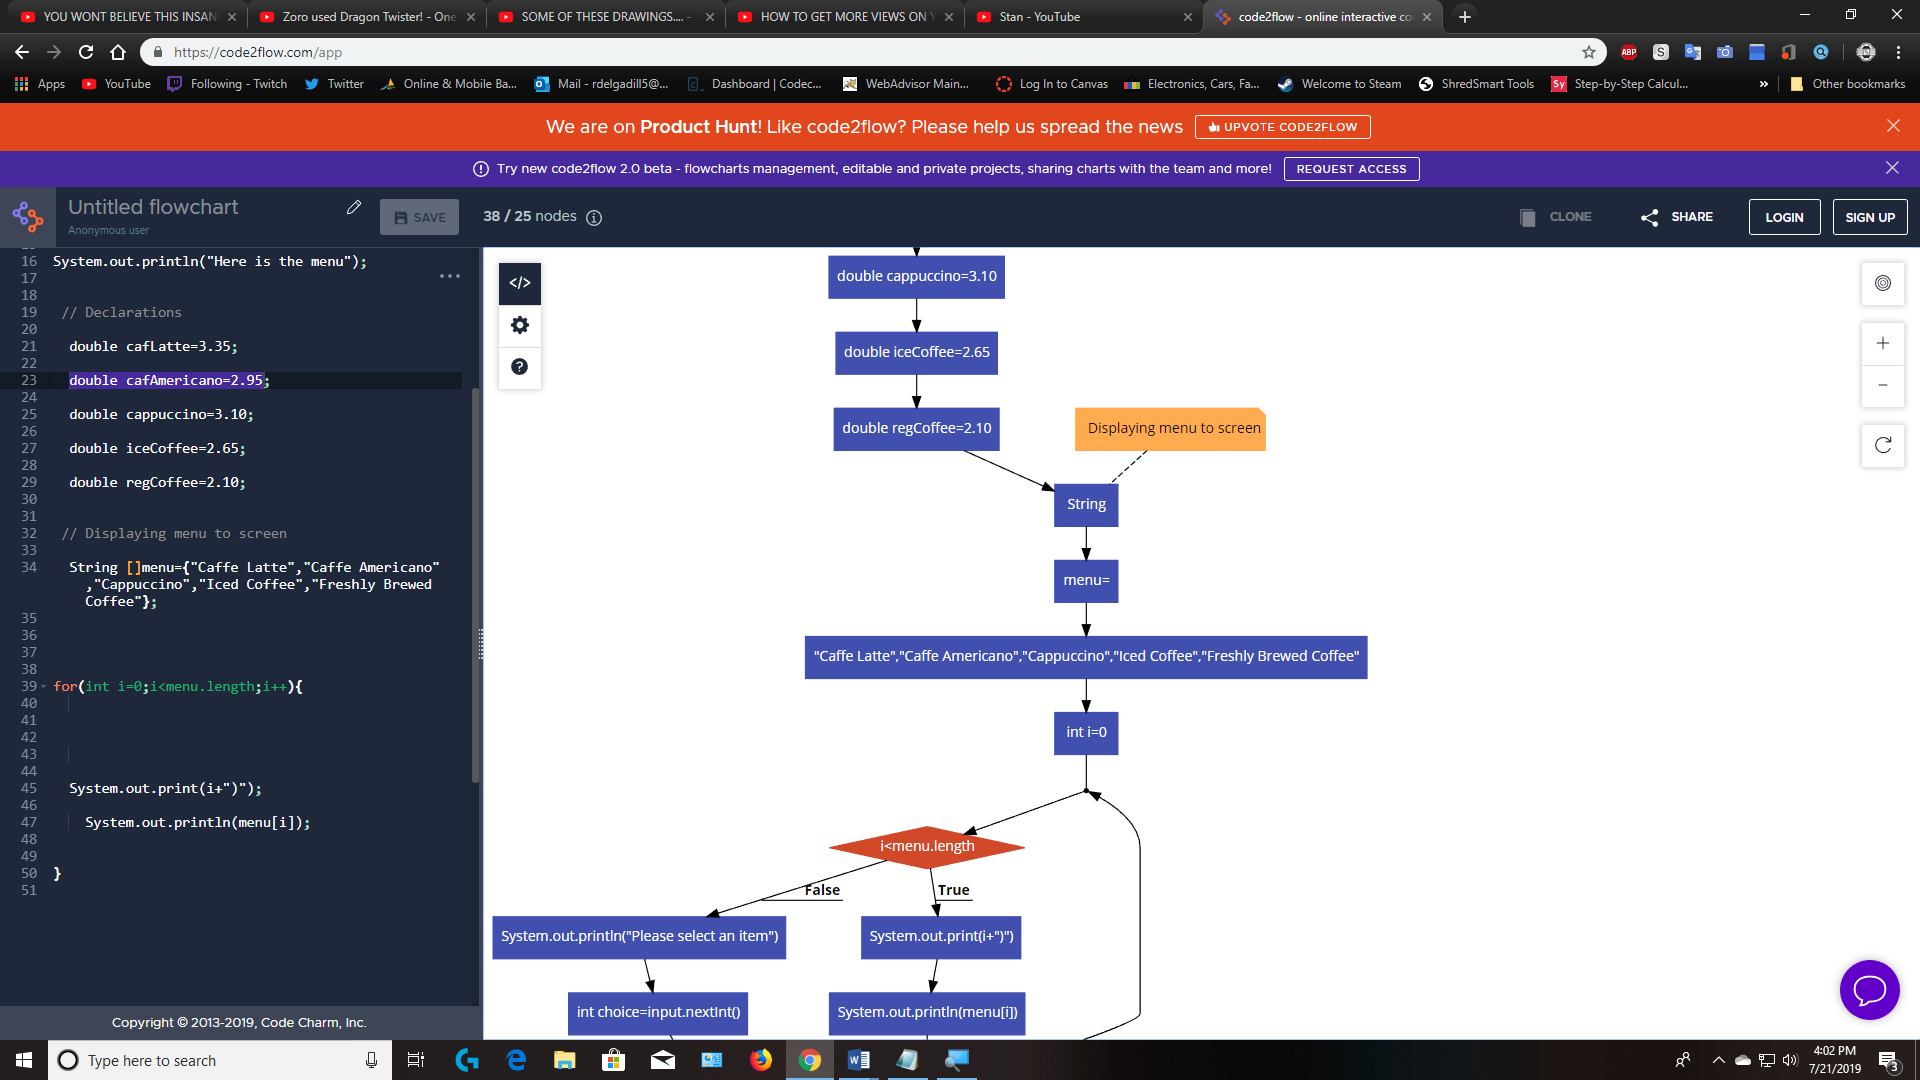 YOU WONT BELIEVE THIS INSAN
Zoro used Dragon Twister! - One
SOME OF THESE DRAWINGS.... -
HOW TO GET MORE VIEWS ON Y
Stan - YouTube
code2flow - online interactive co
https://code2flow.com/app
Apps
YouTube
Following - Twitch
Twitter
Online & Mobile Ba...
Mail - rdelgadill5@...
Dashboard | Codec...
WebAdvisor Main...
Log In to Canvas
Electronics, Cars, Fa...
Welcome to Steam
ShredSmart Tools
Step-by-Step Calcul...
»
Other bookmarks
We are on Product Hunt! Like code2flow? Please help us spread the news
UPVOTE CODE2FLOW
Try new code2flow 2.0 beta - flowcharts management, editable and private projects, sharing charts with the team and more!
REQUEST ACCESS
Untitled flowchart
Anonymous user
SAVE
38 / 25 nodes
CLONE
SHARE
LOGIN
SIGN UP
16 System.out.println("Here is the menu");
17
18
19 // Declarations
20
21 double cafLatte=3.35;
22
23 double cafAmericano=2.95;
24
25 double cappuccino=3.10;
26
27 double iceCoffee=2.65;
28
29 double regCoffee=2.10;
30
31
32 // Displaying menu to screen
33
34 String []menu={"Caffe Latte","Caffe Americano"
,"Cappuccino","Iced Coffee","Freshly Brewed
Coffee"};
35
36
37
38
39 for(int i=0;i<menu.length;i++){
40
41
42
43
44
45 System.out.print(i+")");
46
47 System.out.println(menu[i]);
48
49
50 }
51
Copyright © 2013-2019, Code Charm, Inc.
</>
double cappuccino=3.10
double iceCoffee=2.65
double regCoffee=2.10
Displaying menu to screen
String
menu=
"Caffe Latte","Caffe Americano","Cappuccino","Iced Coffee","Freshly Brewed Coffee"
int i=0
i<menu.length
False
True
System.out.println("Please select an item")
System.out.print(i+")")
int choice=input.nextInt()
System.out.println(menu[i])
Type here to search
4:02 PM
7/21/2019
3